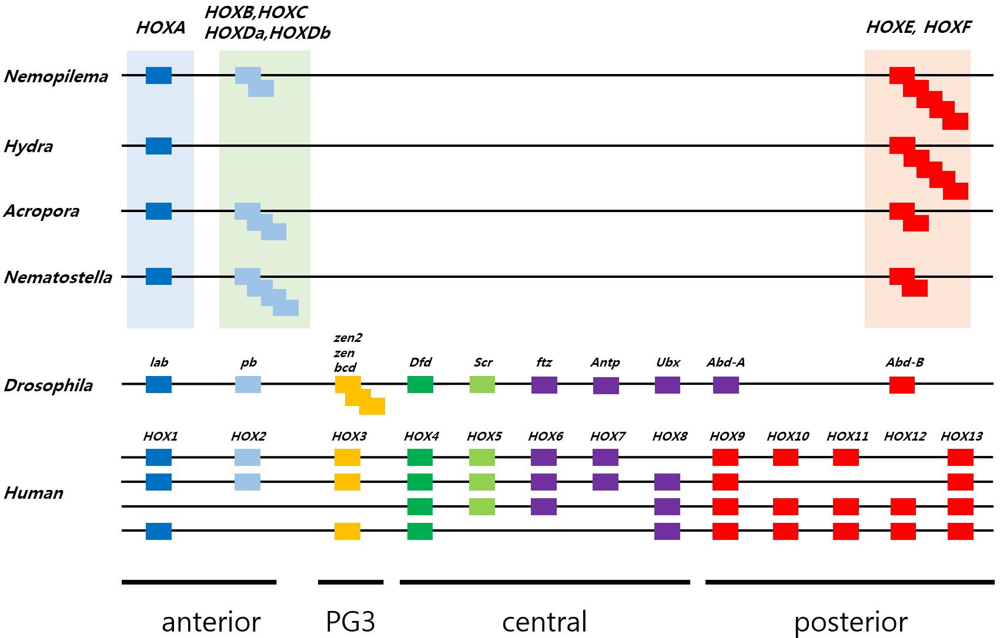 HOXA
HOXB,HOXC
HOXDa,HOXDb
HOXE, HOXF
Nemopilema
Hydra
Acropora
Nematostella
zen2
zen
bcd
lab pb Dfd Scr ftz Antp Ubx Abd-A Abd-B
Drosophila
HOX1 HOX2 HOX3 HOX4 HOX5 HOX6 HOX7 HOX8 HOX9 HOX10 HOX11 HOX12 HOX13
Human
anterior PG3 central posterior